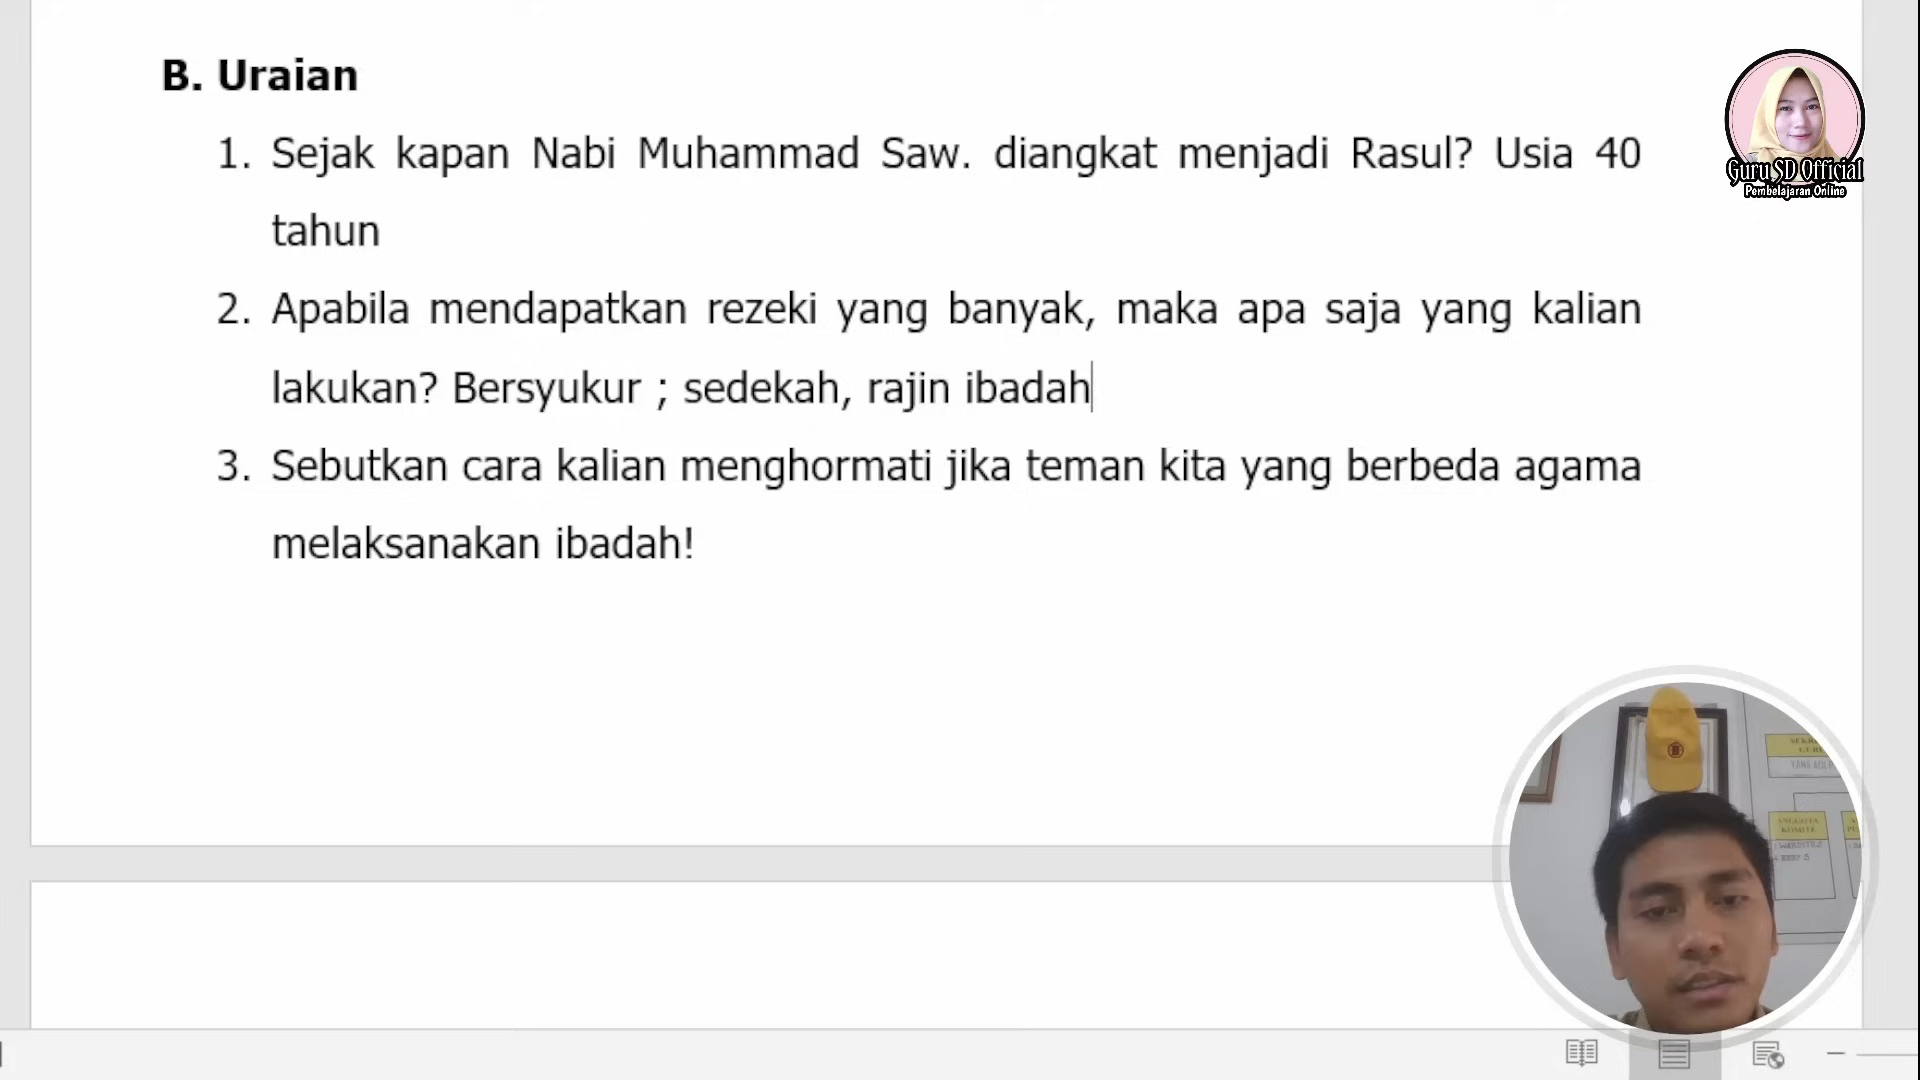 B. Uraian
1. Sejak kapan Nabi Muhammad Saw. diangkat menjadi Rasul? Usia 40
tahun
2. Apabila mendapatkan rezeki yang banyak, maka apa saja yang kalian
lakukan? Bersyukur ; sedekah, rajin ibadah
3. Sebutkan cara kalian menghormati jika teman kita yang berbeda agama
melaksanakan ibadah!
Guru SD Official
Pembelajaran Online
ANGGOTA
KOMITE